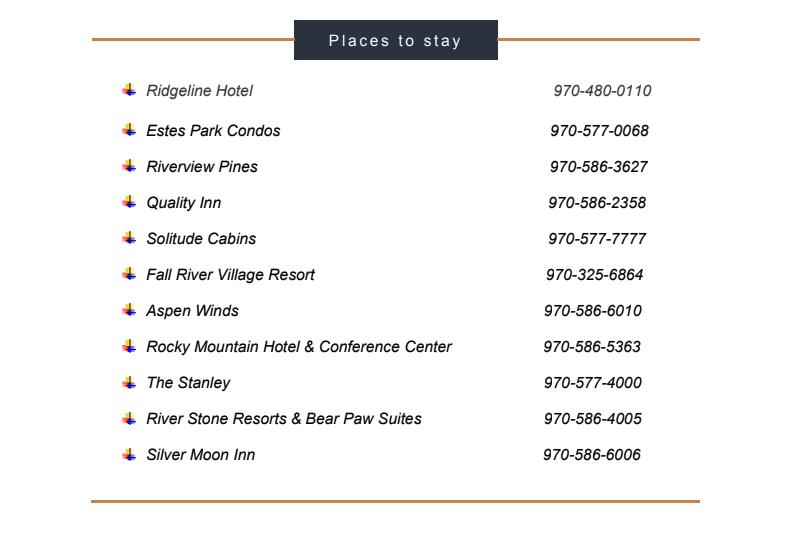 Places to stay
Ridgeline Hotel 970-480-0110
Estes Park Condos 970-577-0068
Riverview Pines 970-586-3627
Quality Inn 970-586-2358
Solitude Cabins 970-577-7777
Fall River Village Resort 970-325-6864
Aspen Winds 970-586-6010
Rocky Mountain Hotel & Conference Center 970-586-5363
The Stanley 970-577-4000
River Stone Resorts & Bear Paw Suites 970-586-4005
Silver Moon Inn 970-586-6006